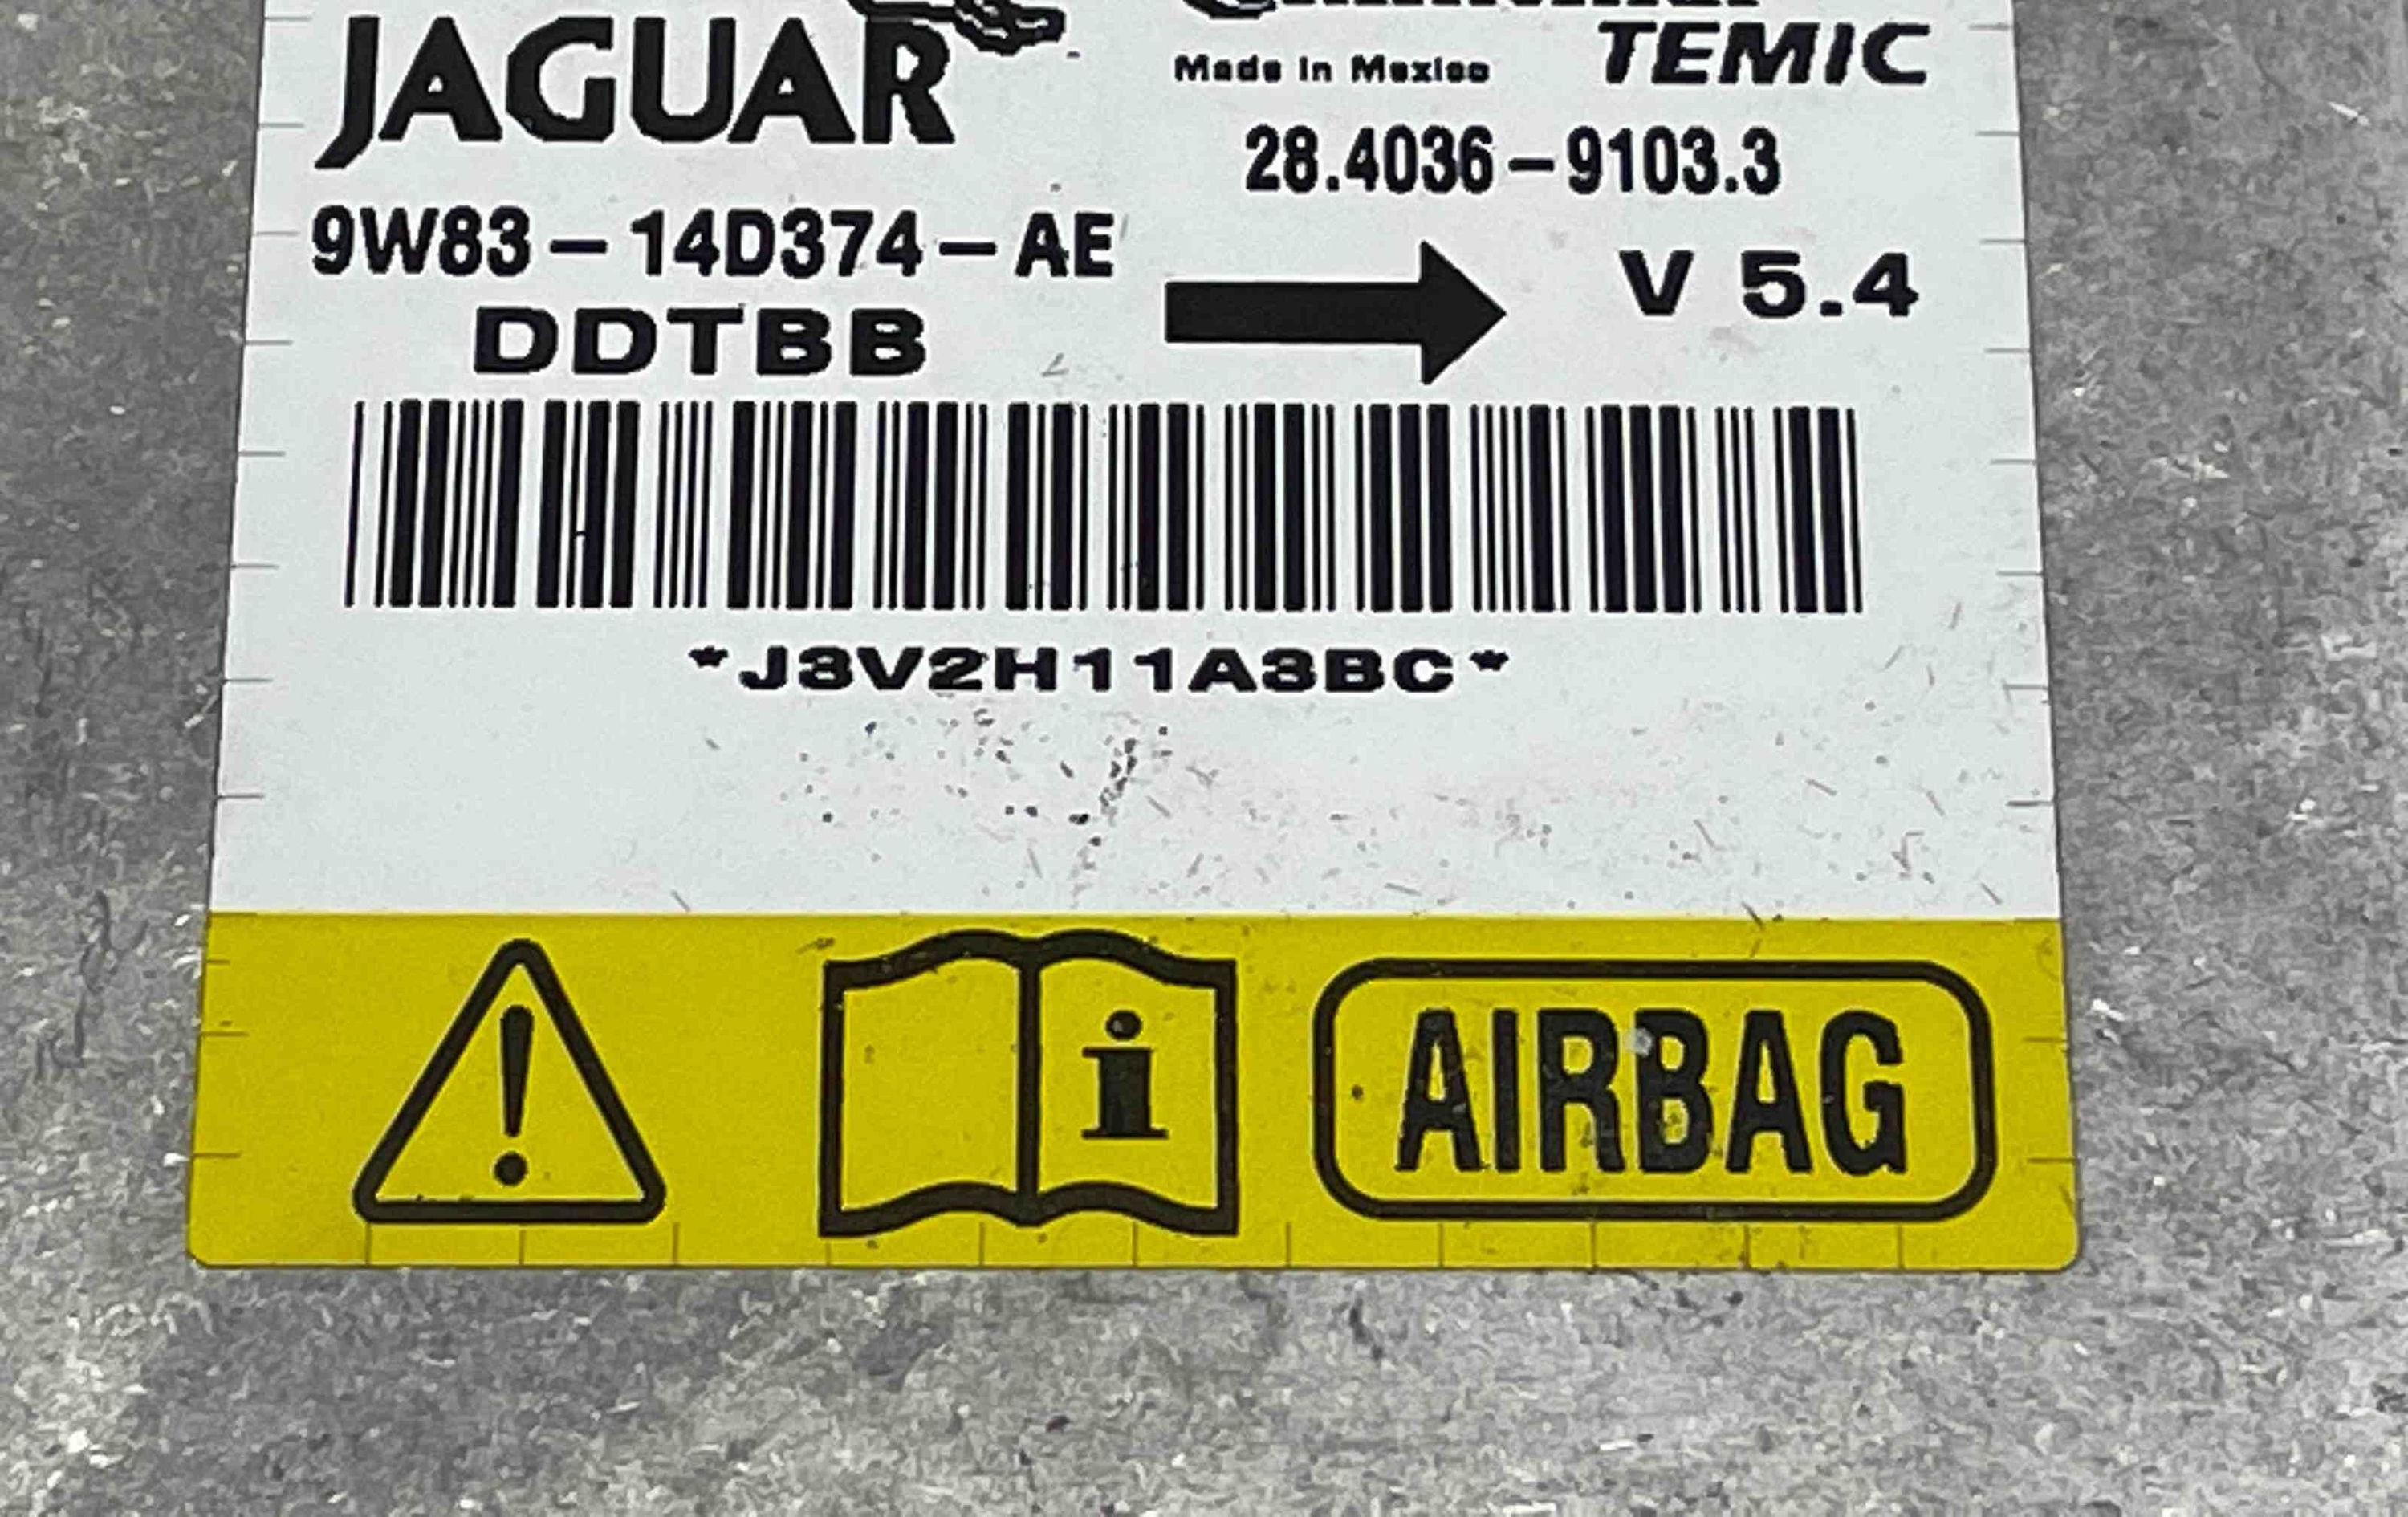 JAGUAR
Made in Mexico
TEMIC
28.4036-9103.3
9W83-14D374-AE
DDTBB
V 5.4
*J3V2H11A3BC*
i
AIRBAG